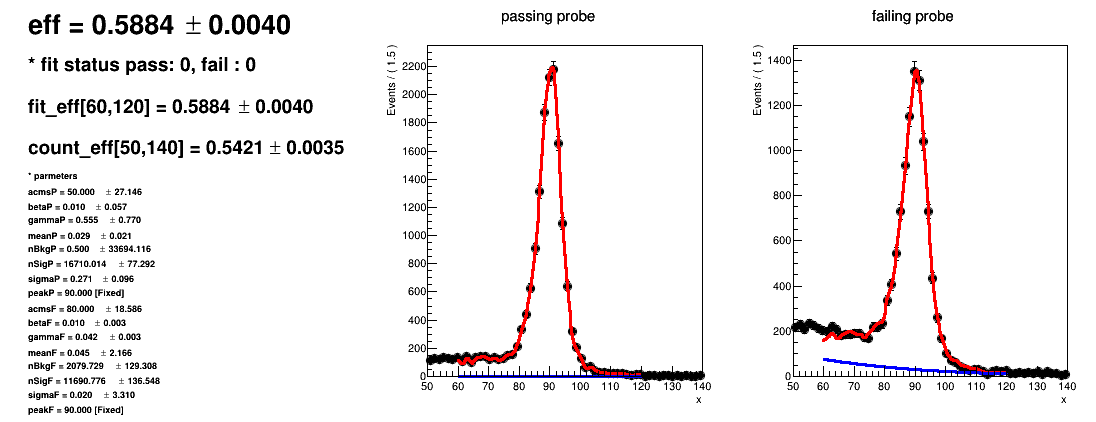 eff = 0.5884 ± 0.0040
* fit status pass: 0, fail : 0
fit_eff[60,120] = 0.5884 ± 0.0040
count_eff[50,140] = 0.5421 ± 0.0035
* parmeters
acmsP = 50.000 ± 27.146
betaP = 0.010 ± 0.057
gammaP = 0.555 ± 0.770
meanP = 0.029 ± 0.021
nBkgP = 0.500 ± 33694.116
nSigP = 16710.014 ± 77.292
sigmaP = 0.271 ± 0.096
peakP = 90.000 [Fixed]
acmsF = 80.000 ± 18.586
betaF = 0.010 ± 0.003
gammaF = 0.042 ± 0.003
meanF = 0.045 ± 2.166
nBkgF = 2079.729 ± 129.308
nSigF = 11690.776 ± 136.548
sigmaF = 0.020 ± 3.310
peakF = 90.000 [Fixed]
passing probe
Events / ( 1.5 )
2200
2000
1800
1600
1400
1200
1000
800
600
400
200
0
50 60 70 80 90 100 110 120 130 140
x
failing probe
Events / ( 1.5 )
1400
1200
1000
800
600
400
200
0
50 60 70 80 90 100 110 120 130 140
x